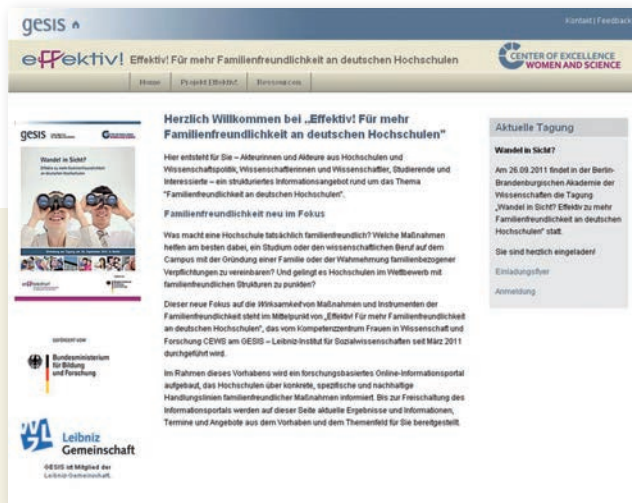 gesis
Kontakt | Feedback
eFFektiv! Effektiv! Für mehr Familienfreundlichkeit an deutschen Hochschulen
CENTER OF EXCELLENCE
WOMEN AND SCIENCE
Home
Projekt Effektiv!
Ressourcen
gesis
Wandel in Sicht?
Herzlich Willkommen bei „Effektiv! Für mehr
Familienfreundlichkeit an deutschen Hochschulen"
Hier entsteht für Sie – Akteurinnen und Akteure aus Hochschulen und
Wissenschaftspolitik, Wissenschaftlerinnen und Wissenschaftler, Studierende und
Interessierte – ein strukturiertes Informationsangebot rund um das Thema
"Familienfreundlichkeit an deutschen Hochschulen".
Familienfreundlichkeit neu im Fokus
Was macht eine Hochschule tatsächlich familienfreundlich? Welche Maßnahmen
helfen am besten dabei, ein Studium oder den wissenschaftlichen Beruf auf dem
Campus mit der Gründung einer Familie oder der Wahrnehmung familienbezogener
Verpflichtungen zu vereinbaren? Und gelingt es Hochschulen im Wettbewerb mit
familienfreundlichen Strukturen zu punkten?
Dieser neue Fokus auf die Wirksamkeit von Maßnahmen und Instrumenten der
Familienfreundlichkeit steht im Mittelpunkt von „Effektiv! Für mehr Familienfreundlichkeit
an deutschen Hochschulen", das vom Kompetenzzentrum Frauen in Wissenschaft und
Forschung CEWS am GESIS – Leibniz-Institut für Sozialwissenschaften seit März 2011
durchgeführt wird.
Im Rahmen dieses Vorhabens wird ein forschungsbasiertes Online-Informationsportal
aufgebaut, das Hochschulen über konkrete, spezifische und nachhaltige
Handlungslinien familienfreundlicher Maßnahmen informiert. Bis zur Freischaltung des
Informationsportals werden auf dieser Seite aktuelle Ergebnisse und Informationen,
Termine und Angebote aus dem Vorhaben und dem Themenfeld für Sie bereitgestellt.
Aktuelle Tagung
Wandel in Sicht?
Am 26.09.2011 findet in der Berlin-
Brandenburgischen Akademie der
Wissenschaften die Tagung
„Wandel in Sicht? Effektiv zu mehr
Familienfreundlichkeit an deutschen
Hochschulen" statt.
Sie sind herzlich eingeladen!
Einladungsflyer
Anmeldung
GEFÖRDERT VOM
Bundesministerium
für Bildung
und Forschung
Leibniz
Gemeinschaft
GESIS ist Mitglied der
Leibniz-Gemeinschaft.